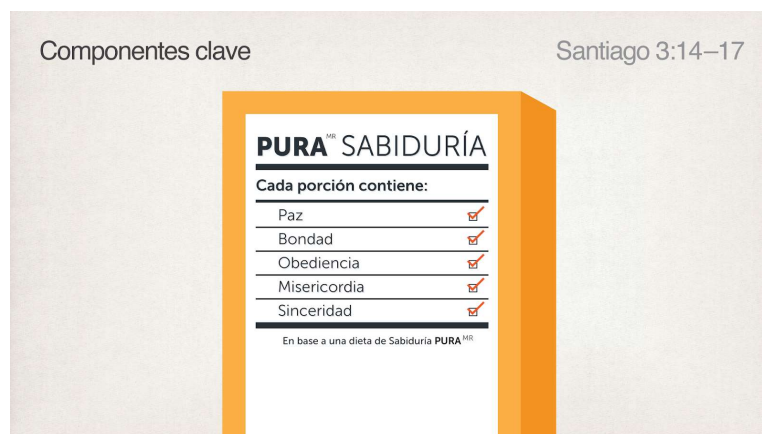 Componentes clave
Santiago 3:14–17
PURA MR SABIDURÍA
Cada porción contiene:
Paz
Bondad
Obediencia
Misericordia
Sinceridad
En base a una dieta de Sabiduría PURA MR